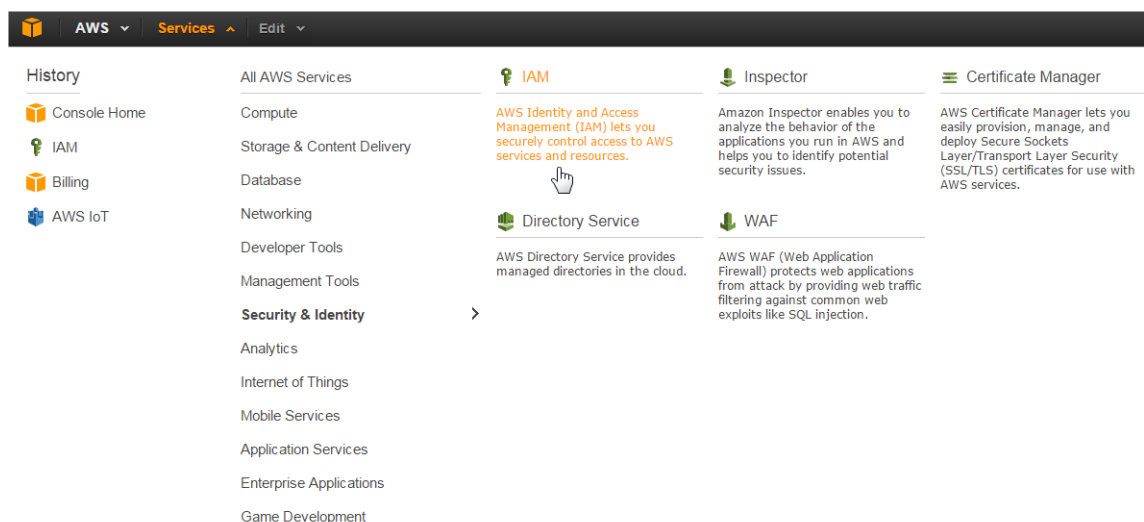 AWS Services Edit
History
Console Home
IAM
Billing
AWS IoT
All AWS Services
Compute
Storage & Content Delivery
Database
Networking
Developer Tools
Management Tools
Security & Identity
Analytics
Internet of Things
Mobile Services
Application Services
Enterprise Applications
Game Development
IAM
AWS Identity and Access
Management (IAM) lets you
securely control access to AWS
services and resources.
Directory Service
AWS Directory Service provides
managed directories in the cloud.
Inspector
Amazon Inspector enables you to
analyze the behavior of the
applications you run in AWS and
helps you to identify potential
security issues.
WAF
AWS WAF (Web Application
Firewall) protects web applications
from attack by providing web traffic
filtering against common web
exploits like SQL injection.
Certificate Manager
AWS Certificate Manager lets you
easily provision, manage, and
deploy Secure Sockets
Layer/Transport Layer Security
(SSL/TLS) certificates for use with
AWS services.